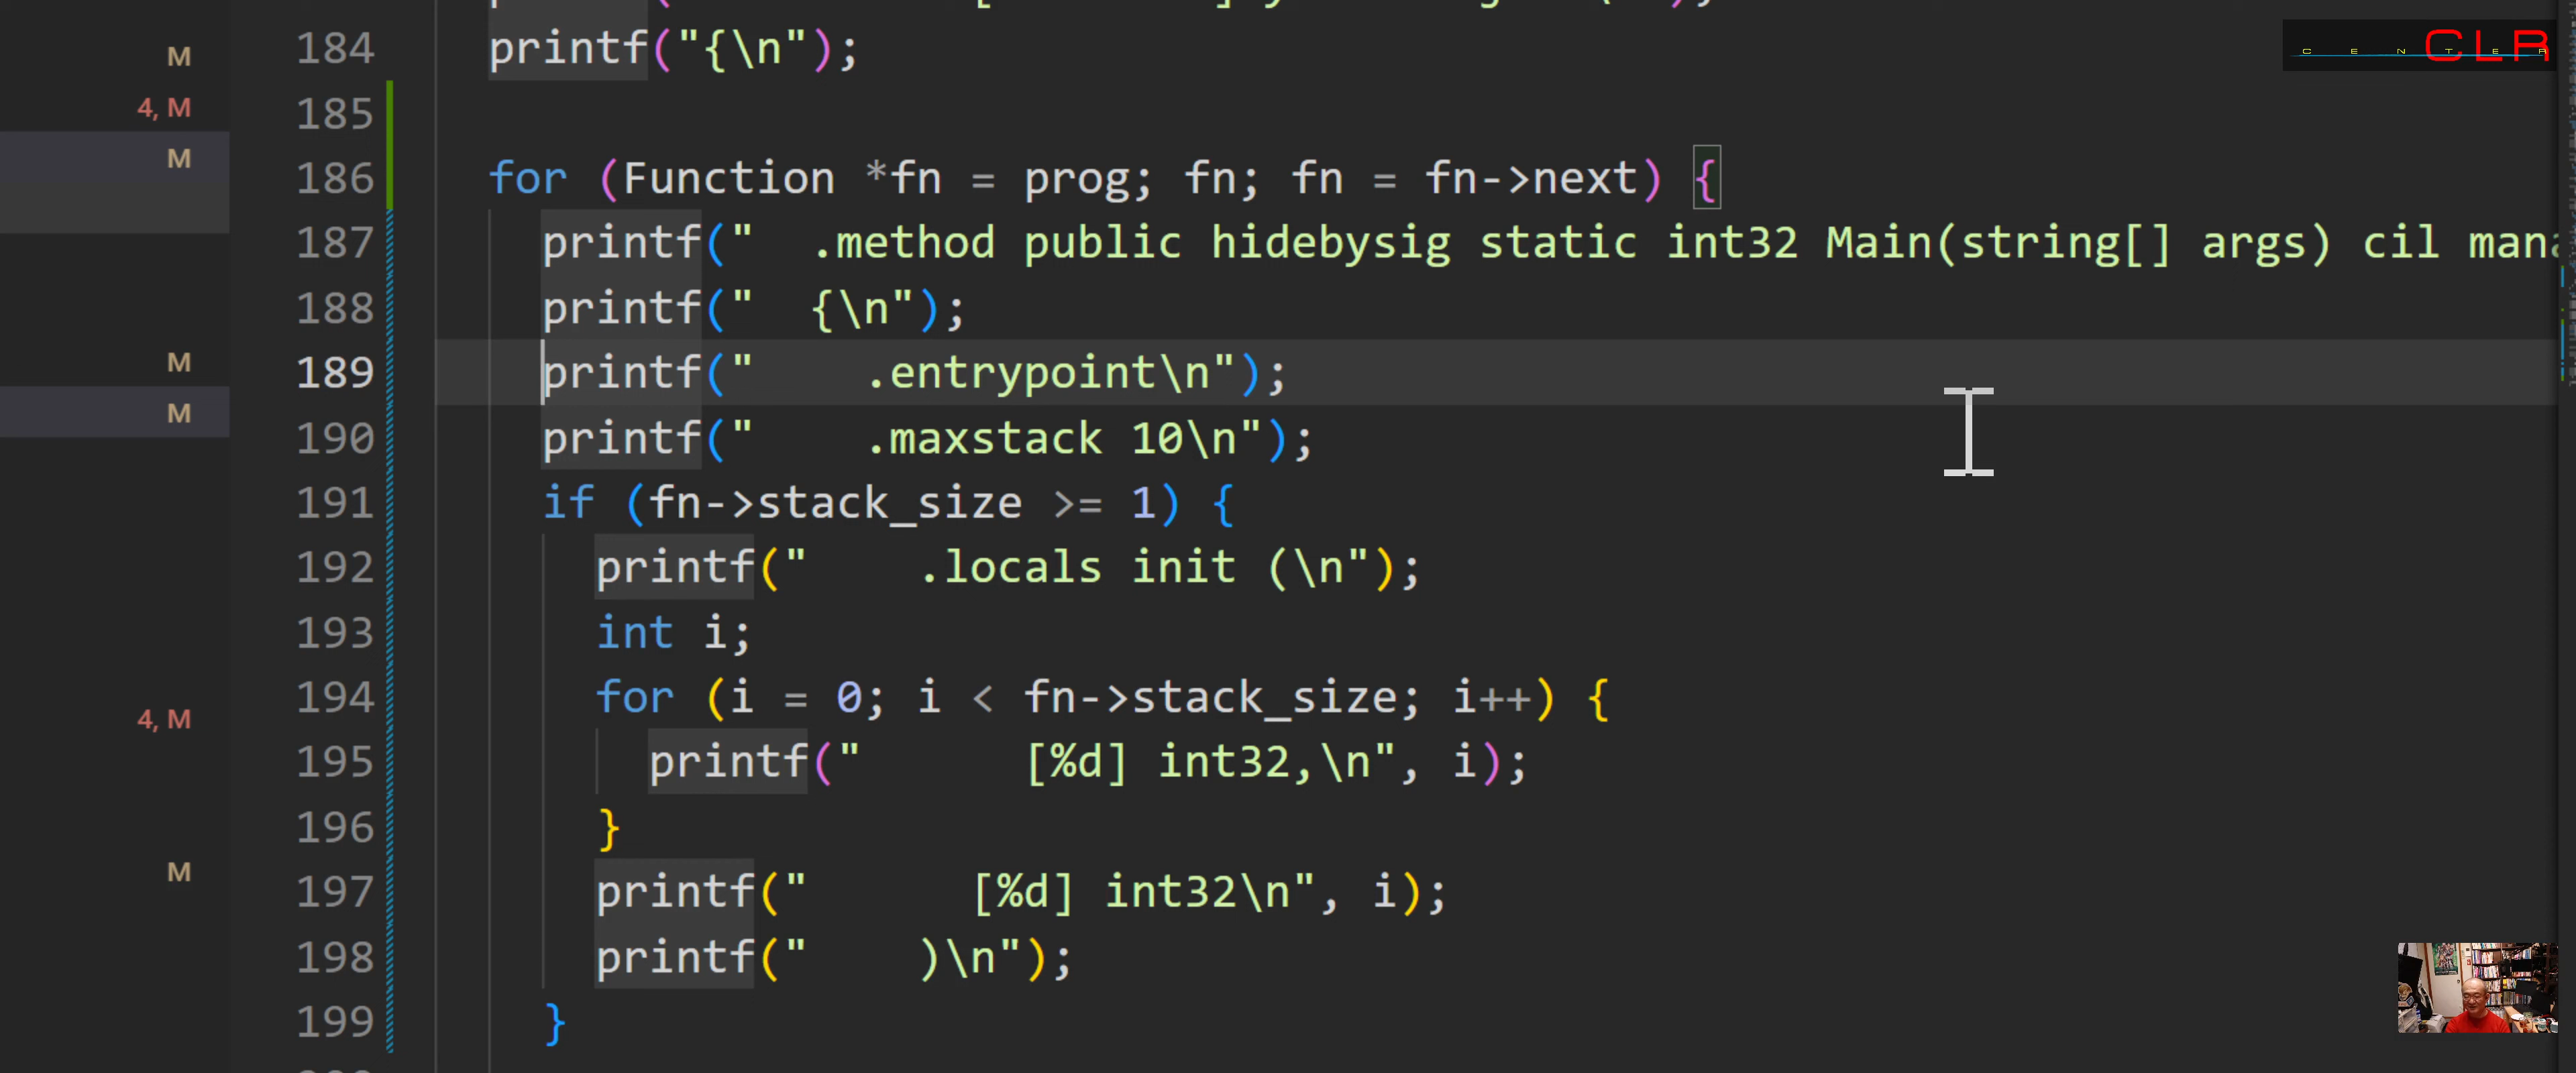 184 printf("{\n");
CENTER CLR
M
185
4, M
186 for (Function *fn = prog; fn; fn = fn->next) {
M
187 printf("  .method public hidebysig static int32 Main(string[] args) cil mana
188 printf("  {\n");
189 printf("    .entrypoint\n");
M
190 printf("    .maxstack 10\n");
M
191 if (fn->stack_size >= 1) {
192 printf("    .locals init (\n");
193 int i;
194 for (i = 0; i < fn->stack_size; i++) {
4, M
195 printf("      [%d] int32,\n", i);
196 }
197 printf("      [%d] int32\n", i);
M
198 printf("    )\n");
199 }